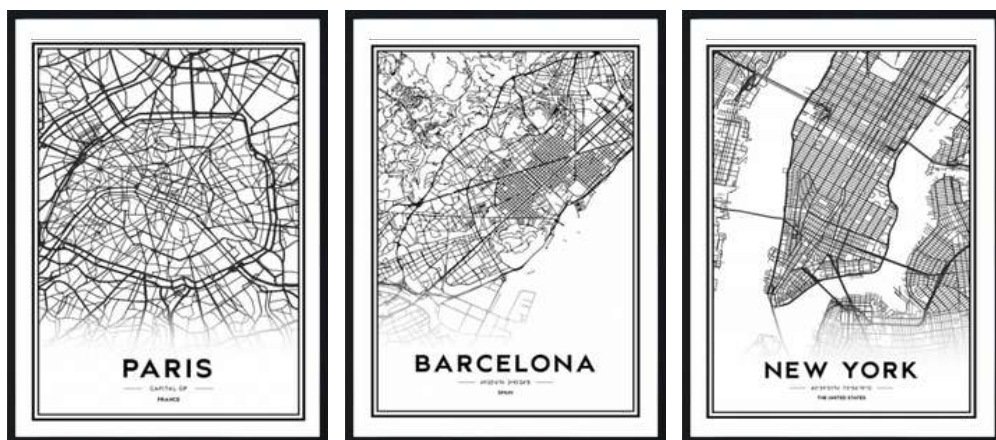 PARIS
CAPITAL OF
FRANCE
BARCELONA
SPAIN
NEW YORK
THE UNITED STATES